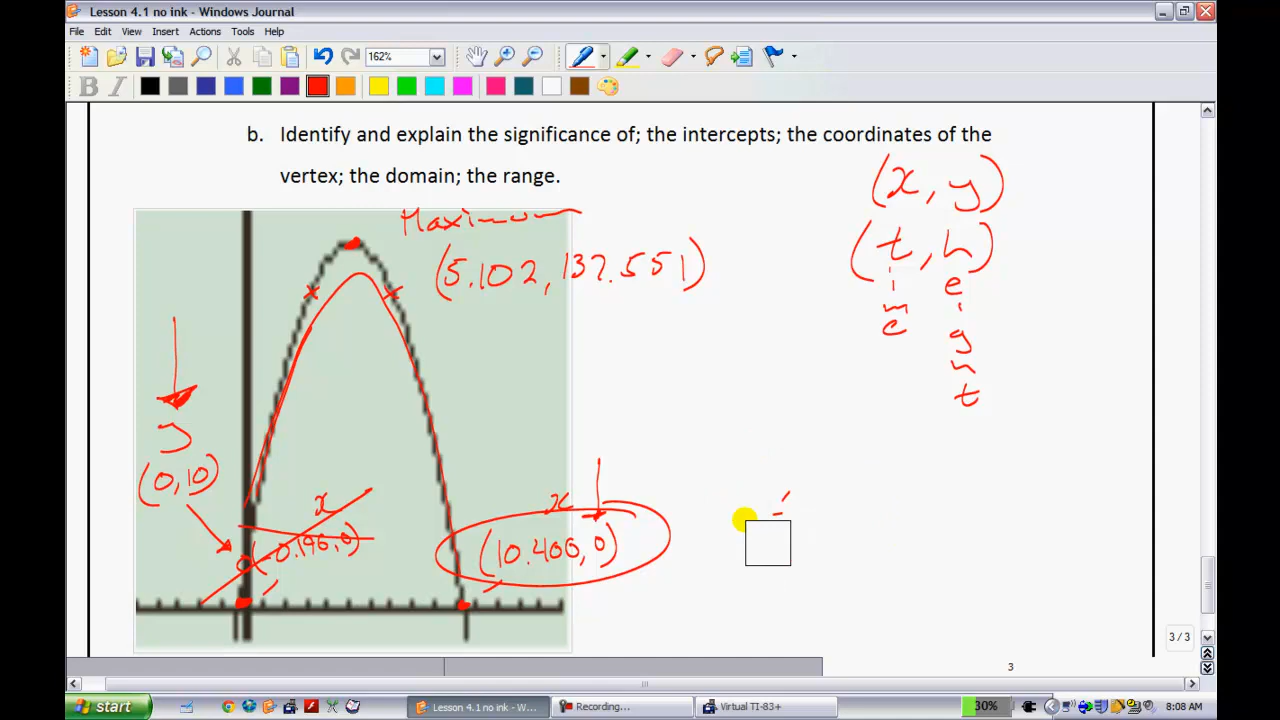 Lesson 4.1 no ink - Windows Journal
File Edit View Insert Actions Tools Help
162%
B I
b. Identify and explain the significance of; the intercepts; the coordinates of the
vertex; the domain; the range.
(x, y)
(t, h)
time
height
Maximum
(5.102, 137.551)
y
(0, 10)
x
(-0.196, 0)
x
(10.400, 0)
3 / 3
3
start
Lesson 4.1 no ink - W...
Recording...
Virtual TI-83+
30%
8:08 AM